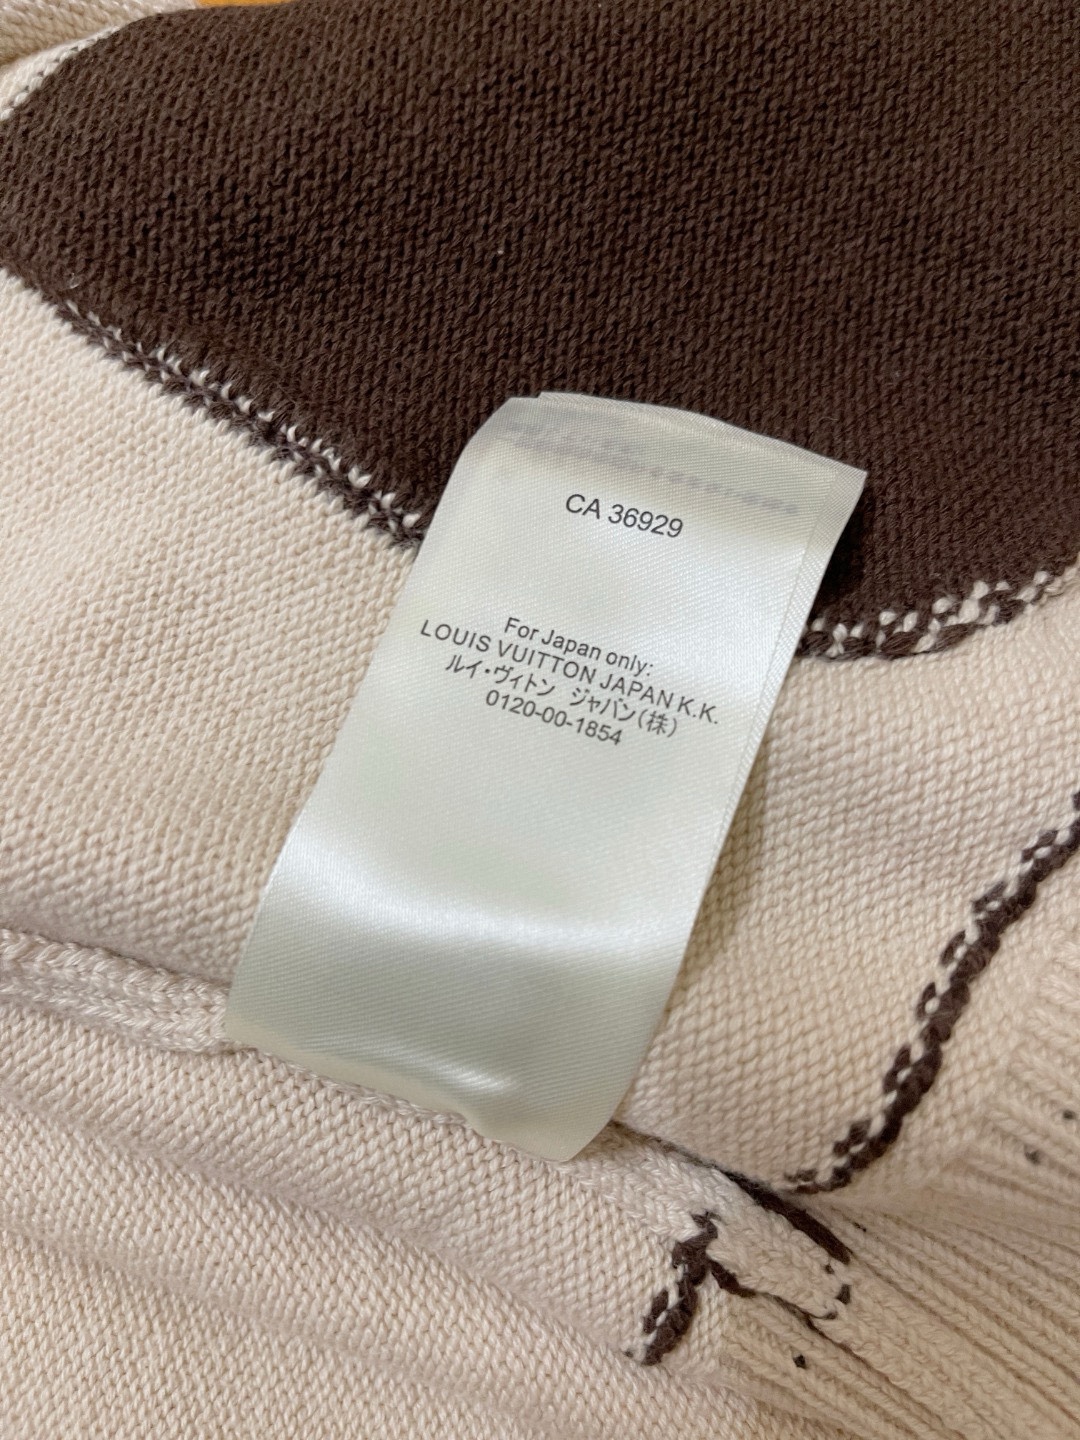 CA 36929
For Japan only:
LOUIS VUITTON JAPAN K.K.
ルイ・ヴィトン ジャパン(株)
0120-00-1854